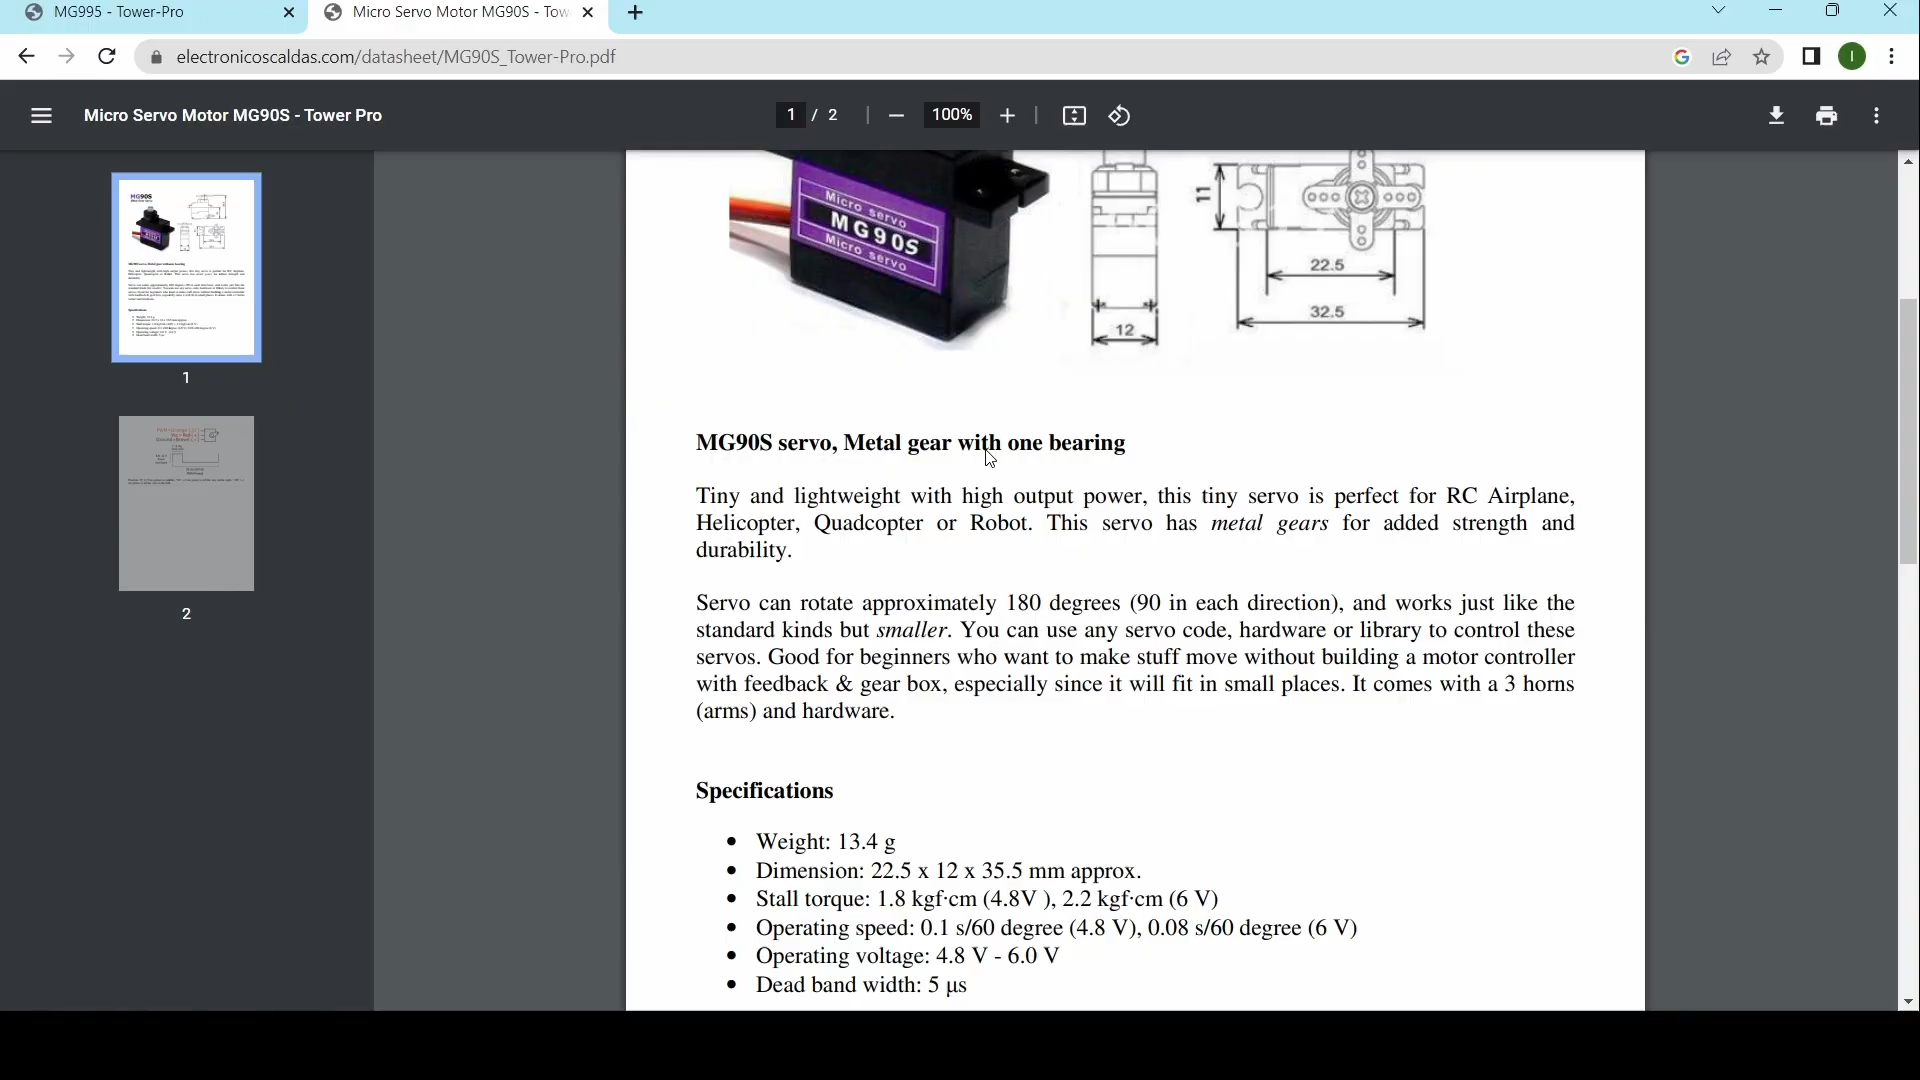 MG995 - Tower-Pro
Micro Servo Motor MG90S - Tow
electronicoscaldas.com/datasheet/MG90S_Tower-Pro.pdf
I
Micro Servo Motor MG90S - Tower Pro
1 / 2
100%
1
2
Micro servo
MG90S
Micro servo
12
11
22.5
32.5
MG90S servo, Metal gear with one bearing
Tiny and lightweight with high output power, this tiny servo is perfect for RC Airplane,
Helicopter, Quadcopter or Robot. This servo has metal gears for added strength and
durability.
Servo can rotate approximately 180 degrees (90 in each direction), and works just like the
standard kinds but smaller. You can use any servo code, hardware or library to control these
servos. Good for beginners who want to make stuff move without building a motor controller
with feedback & gear box, especially since it will fit in small places. It comes with a 3 horns
(arms) and hardware.
Specifications
• Weight: 13.4 g
• Dimension: 22.5 x 12 x 35.5 mm approx.
• Stall torque: 1.8 kgf·cm (4.8V ), 2.2 kgf·cm (6 V)
• Operating speed: 0.1 s/60 degree (4.8 V), 0.08 s/60 degree (6 V)
• Operating voltage: 4.8 V - 6.0 V
• Dead band width: 5 μs